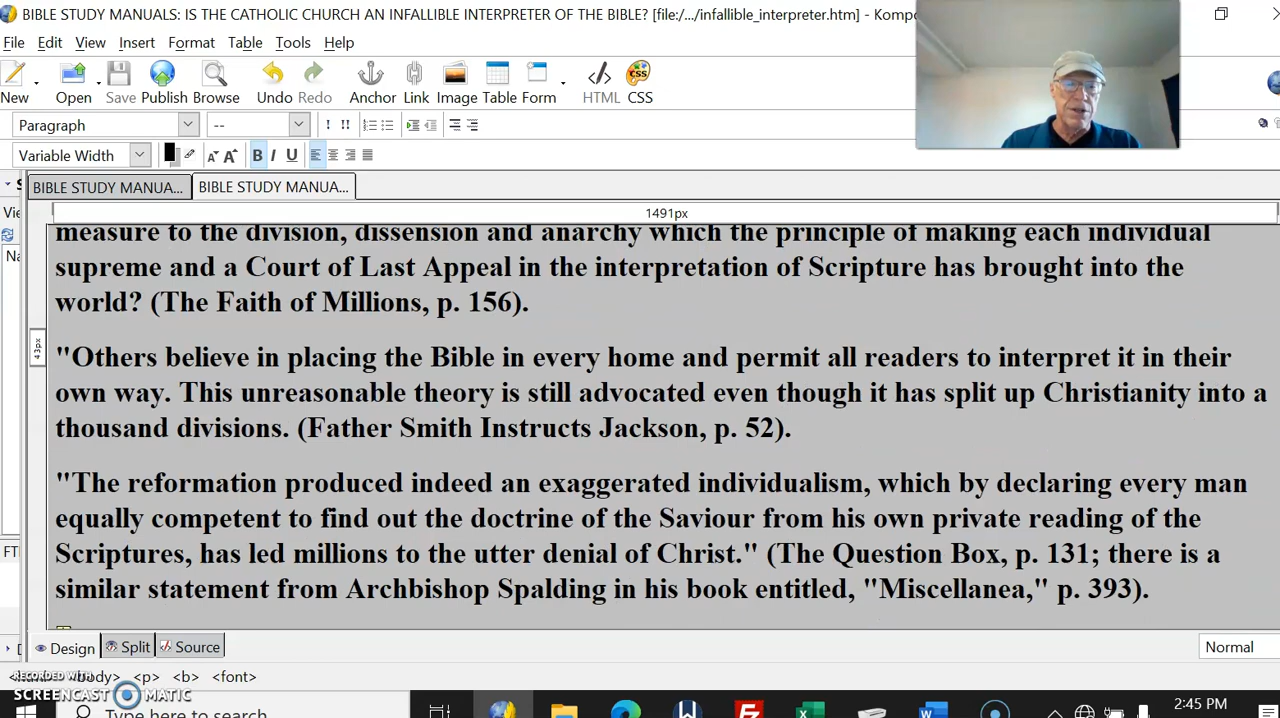 BIBLE STUDY MANUALS: IS THE CATHOLIC CHURCH AN INFALLIBLE INTERPRETER OF THE BIBLE? [file:/.../infallible_interpreter.htm] - Kompo
File Edit View Insert Format Table Tools Help
New Open Save Publish Browse Undo Redo Anchor Link Image Table Form HTML CSS
Paragraph -- ! !!
Variable Width A A B I U
BIBLE STUDY MANUA... BIBLE STUDY MANUA...
1491px
measure to the division, dissension and anarchy which the principle of making each individual
supreme and a Court of Last Appeal in the interpretation of Scripture has brought into the
world? (The Faith of Millions, p. 156).
43px
"Others believe in placing the Bible in every home and permit all readers to interpret it in their
own way. This unreasonable theory is still advocated even though it has split up Christianity into a
thousand divisions. (Father Smith Instructs Jackson, p. 52).
"The reformation produced indeed an exaggerated individualism, which by declaring every man
equally competent to find out the doctrine of the Saviour from his own private reading of the
Scriptures, has led millions to the utter denial of Christ." (The Question Box, p. 131; there is a
similar statement from Archbishop Spalding in his book entitled, "Miscellanea," p. 393).
Design Split Source Normal
<body> <p> <b> <font>
RECORDED WITH
SCREENCAST MATIC
Type here to search
2:45 PM